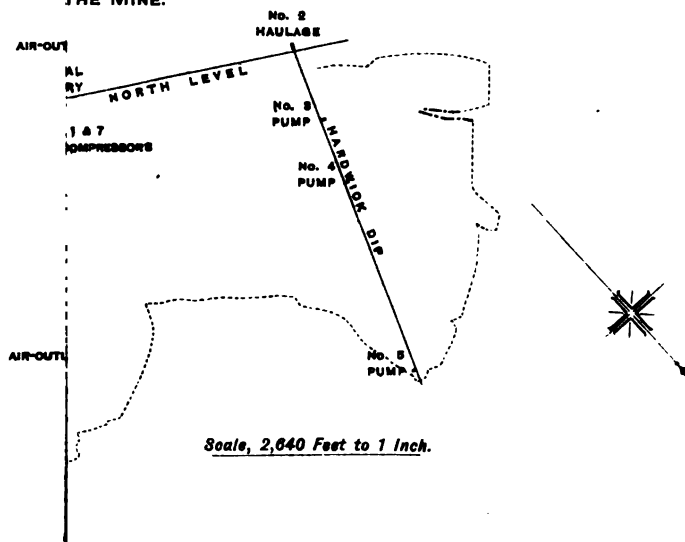 THE MINE.
No. 2
HAULAGE
AIR-OUT
AL
RY
NORTH LEVEL
No. 3
PUMP
1 & 7
COMPRESSORS
HARDWICK DIP
No. 4
PUMP
AIR-OUTL
No. 5
PUMP
Scale, 2,640 Feet to 1 Inch.